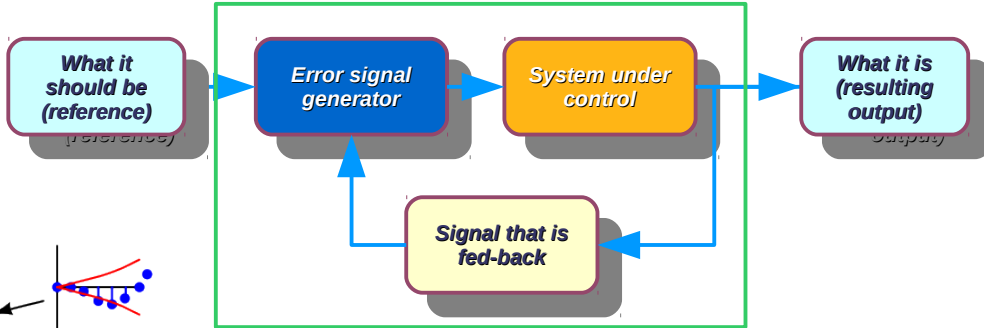 What it
should be
(reference)
Error signal
generator
System under
control
What it is
(resulting
output)
Signal that is
fed-back